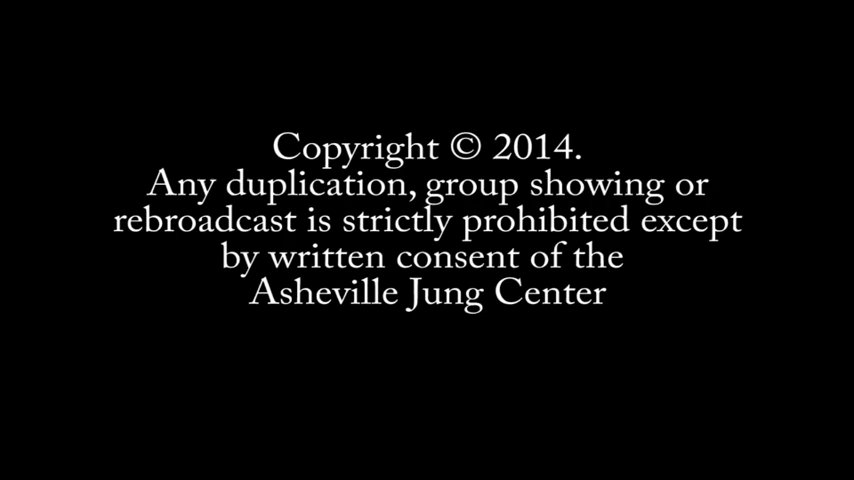 Copyright © 2014.
Any duplication, group showing or
rebroadcast is strictly prohibited except
by written consent of the
Asheville Jung Center